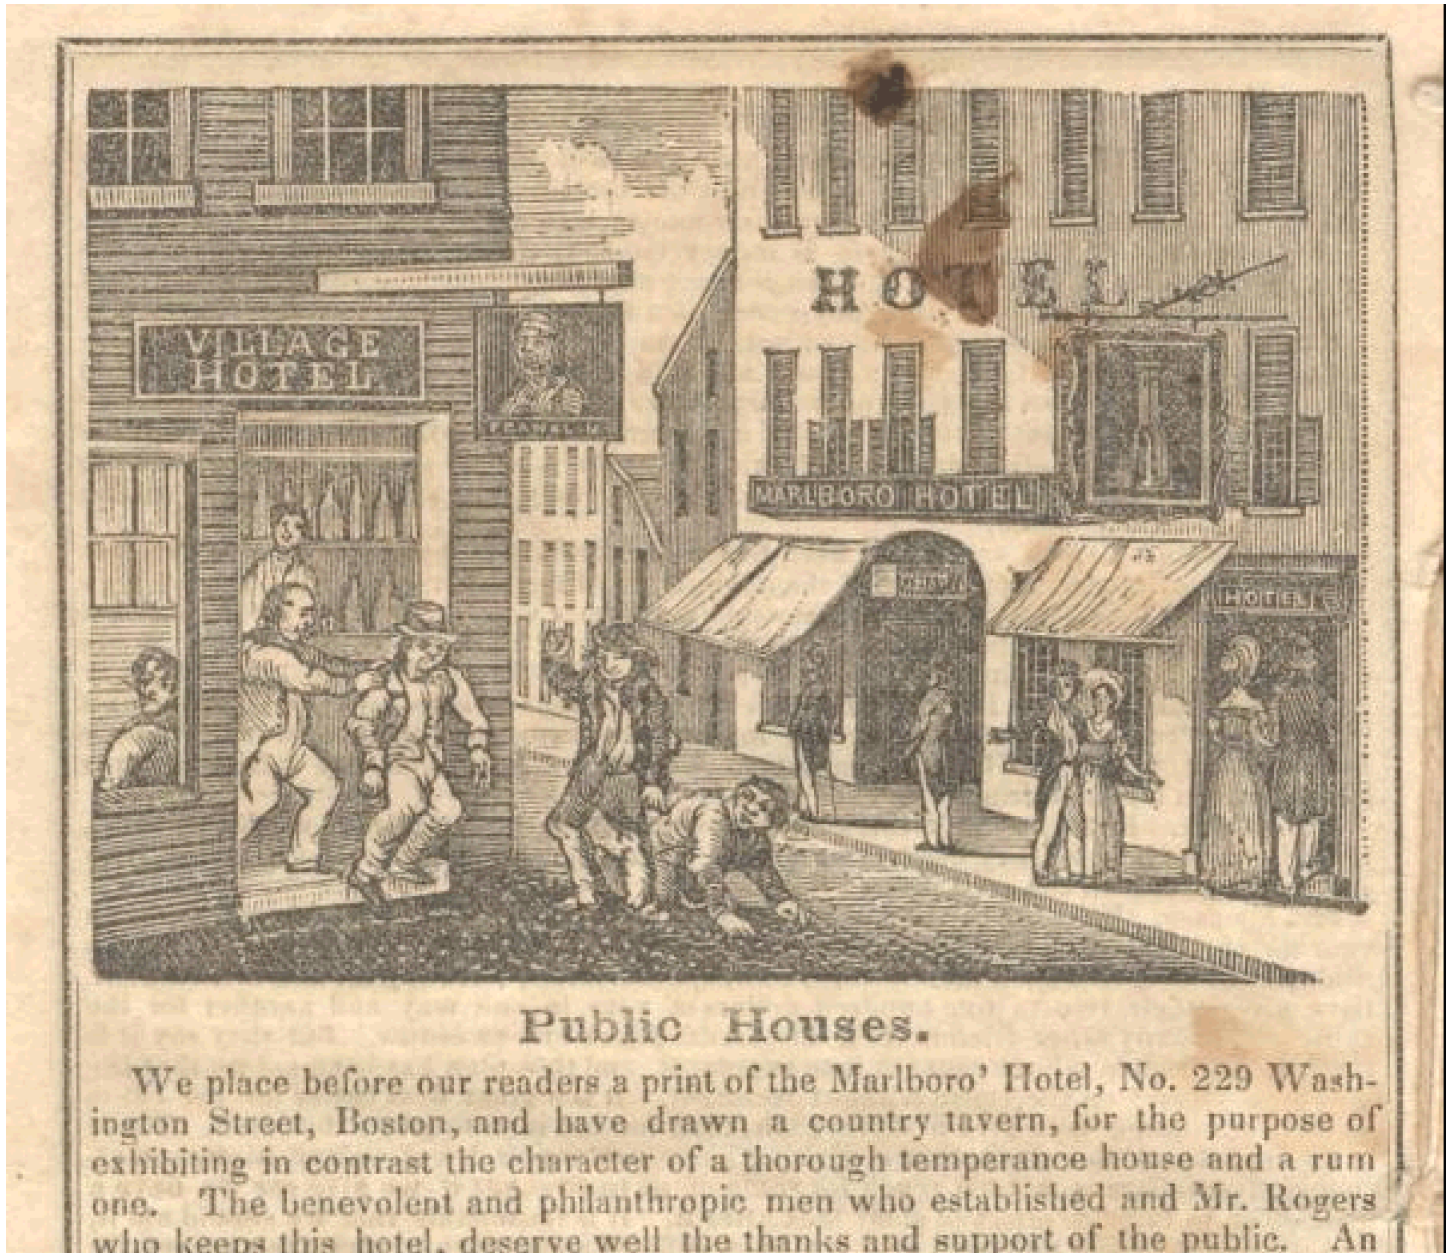 VILLAGE
HOTEL
FRANKLIN
HOTEL
MARLBORO HOTEL
HOTEL
Public Houses.
We place before our readers a print of the Marlboro' Hotel, No. 229 Wash-
ington Street, Boston, and have drawn a country tavern, for the purpose of
exhibiting in contrast the character of a thorough temperance house and a rum
one. The benevolent and philanthropic men who established and Mr. Rogers
who keeps this hotel, deserve well the thanks and support of the public. An